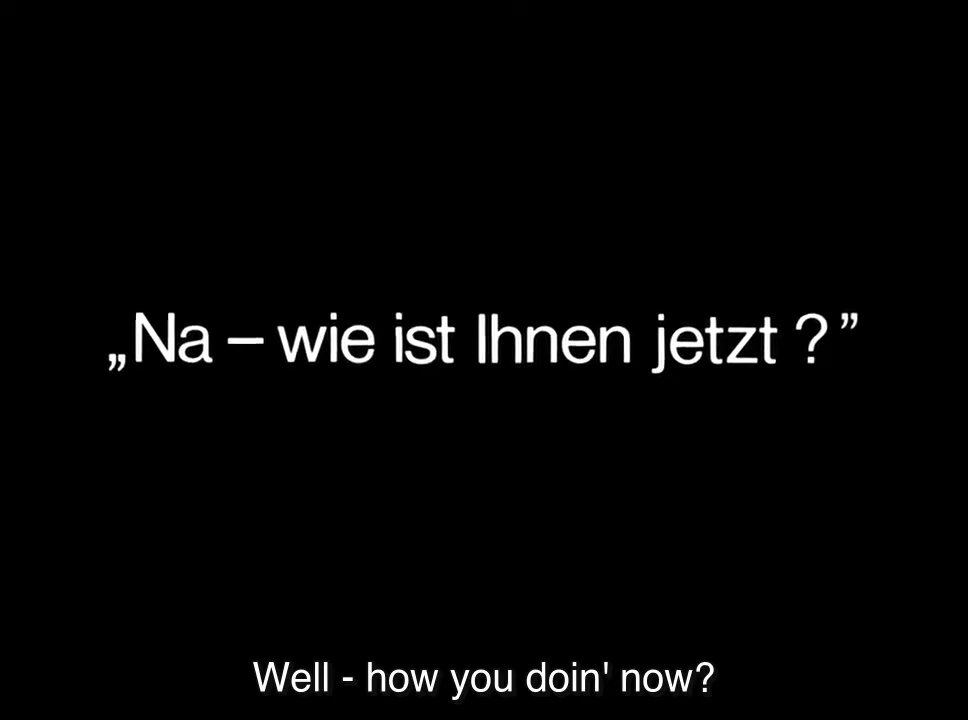 „Na – wie ist Ihnen jetzt ?”
Well - how you doin' now?